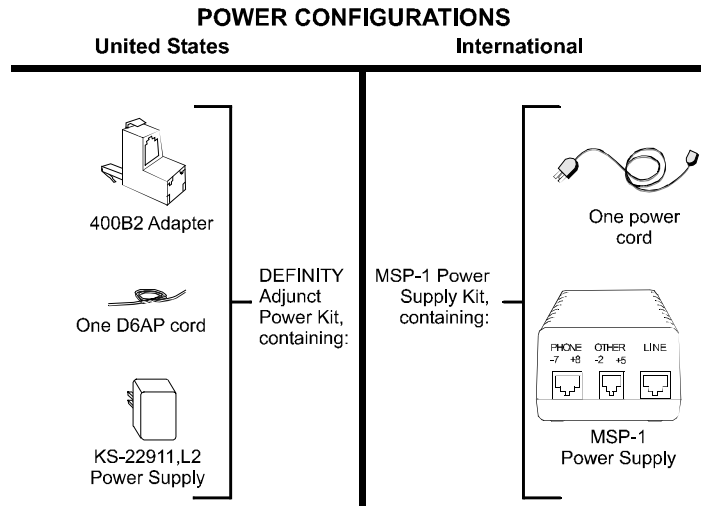 POWER CONFIGURATIONS
United States
International
400B2 Adapter
One D6AP cord
KS-22911,L2
Power Supply
DEFINITY
Adjunct
Power Kit,
containing:
MSP-1 Power
Supply Kit,
containing:
One power
cord
PHONE OTHER LINE
-7 +8 -2 +5
MSP-1
Power Supply